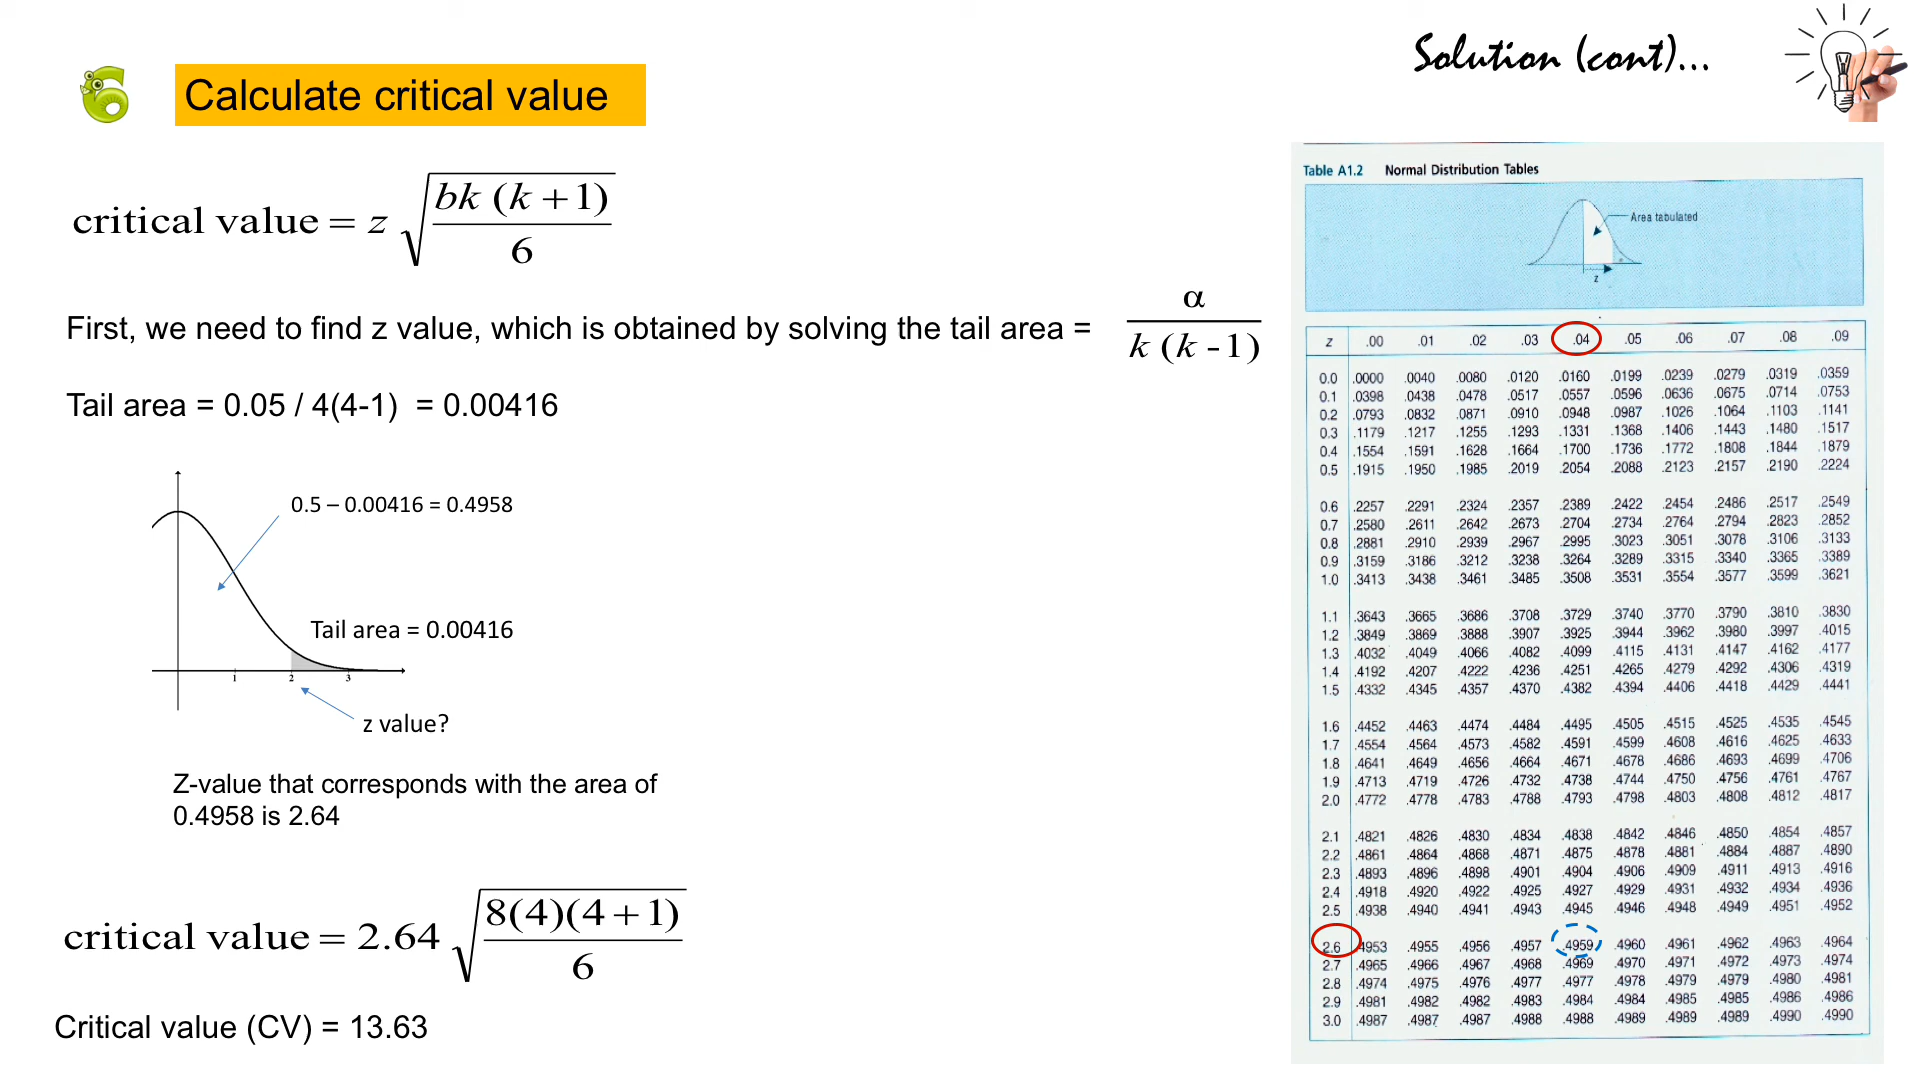 Solution (cont)...
6 Calculate critical value
critical value = z √(bk (k +1) / 6)
First, we need to find z value, which is obtained by solving the tail area = α / k (k -1)
Tail area = 0.05 / 4(4-1) = 0.00416
0.5 – 0.00416 = 0.4958
Tail area = 0.00416
1 2 3
z value?
Z-value that corresponds with the area of
0.4958 is 2.64
critical value = 2.64 √(8(4)(4 +1) / 6)
Critical value (CV) = 13.63
Table A1.2 Normal Distribution Tables
Area tabulated
z
z .00 .01 .02 .03 .04 .05 .06 .07 .08 .09
0.0 .0000 .0040 .0080 .0120 .0160 .0199 .0239 .0279 .0319 .0359
0.1 .0398 .0438 .0478 .0517 .0557 .0596 .0636 .0675 .0714 .0753
0.2 .0793 .0832 .0871 .0910 .0948 .0987 .1026 .1064 .1103 .1141
0.3 .1179 .1217 .1255 .1293 .1331 .1368 .1406 .1443 .1480 .1517
0.4 .1554 .1591 .1628 .1664 .1700 .1736 .1772 .1808 .1844 .1879
0.5 .1915 .1950 .1985 .2019 .2054 .2088 .2123 .2157 .2190 .2224
0.6 .2257 .2291 .2324 .2357 .2389 .2422 .2454 .2486 .2517 .2549
0.7 .2580 .2611 .2642 .2673 .2704 .2734 .2764 .2794 .2823 .2852
0.8 .2881 .2910 .2939 .2967 .2995 .3023 .3051 .3078 .3106 .3133
0.9 .3159 .3186 .3212 .3238 .3264 .3289 .3315 .3340 .3365 .3389
1.0 .3413 .3438 .3461 .3485 .3508 .3531 .3554 .3577 .3599 .3621
1.1 .3643 .3665 .3686 .3708 .3729 .3740 .3770 .3790 .3810 .3830
1.2 .3849 .3869 .3888 .3907 .3925 .3944 .3962 .3980 .3997 .4015
1.3 .4032 .4049 .4066 .4082 .4099 .4115 .4131 .4147 .4162 .4177
1.4 .4192 .4207 .4222 .4236 .4251 .4265 .4279 .4292 .4306 .4319
1.5 .4332 .4345 .4357 .4370 .4382 .4394 .4406 .4418 .4429 .4441
1.6 .4452 .4463 .4474 .4484 .4495 .4505 .4515 .4525 .4535 .4545
1.7 .4554 .4564 .4573 .4582 .4591 .4599 .4608 .4616 .4625 .4633
1.8 .4641 .4649 .4656 .4664 .4671 .4678 .4686 .4693 .4699 .4706
1.9 .4713 .4719 .4726 .4732 .4738 .4744 .4750 .4756 .4761 .4767
2.0 .4772 .4778 .4783 .4788 .4793 .4798 .4803 .4808 .4812 .4817
2.1 .4821 .4826 .4830 .4834 .4838 .4842 .4846 .4850 .4854 .4857
2.2 .4861 .4864 .4868 .4871 .4875 .4878 .4881 .4884 .4887 .4890
2.3 .4893 .4896 .4898 .4901 .4904 .4906 .4909 .4911 .4913 .4916
2.4 .4918 .4920 .4922 .4925 .4927 .4929 .4931 .4932 .4934 .4936
2.5 .4938 .4940 .4941 .4943 .4945 .4946 .4948 .4949 .4951 .4952
2.6 .4953 .4955 .4956 .4957 .4959 .4960 .4961 .4962 .4963 .4964
2.7 .4965 .4966 .4967 .4968 .4969 .4970 .4971 .4972 .4973 .4974
2.8 .4974 .4975 .4976 .4977 .4977 .4978 .4979 .4979 .4980 .4981
2.9 .4981 .4982 .4982 .4983 .4984 .4984 .4985 .4985 .4986 .4986
3.0 .4987 .4987 .4987 .4988 .4988 .4989 .4989 .4989 .4990 .4990